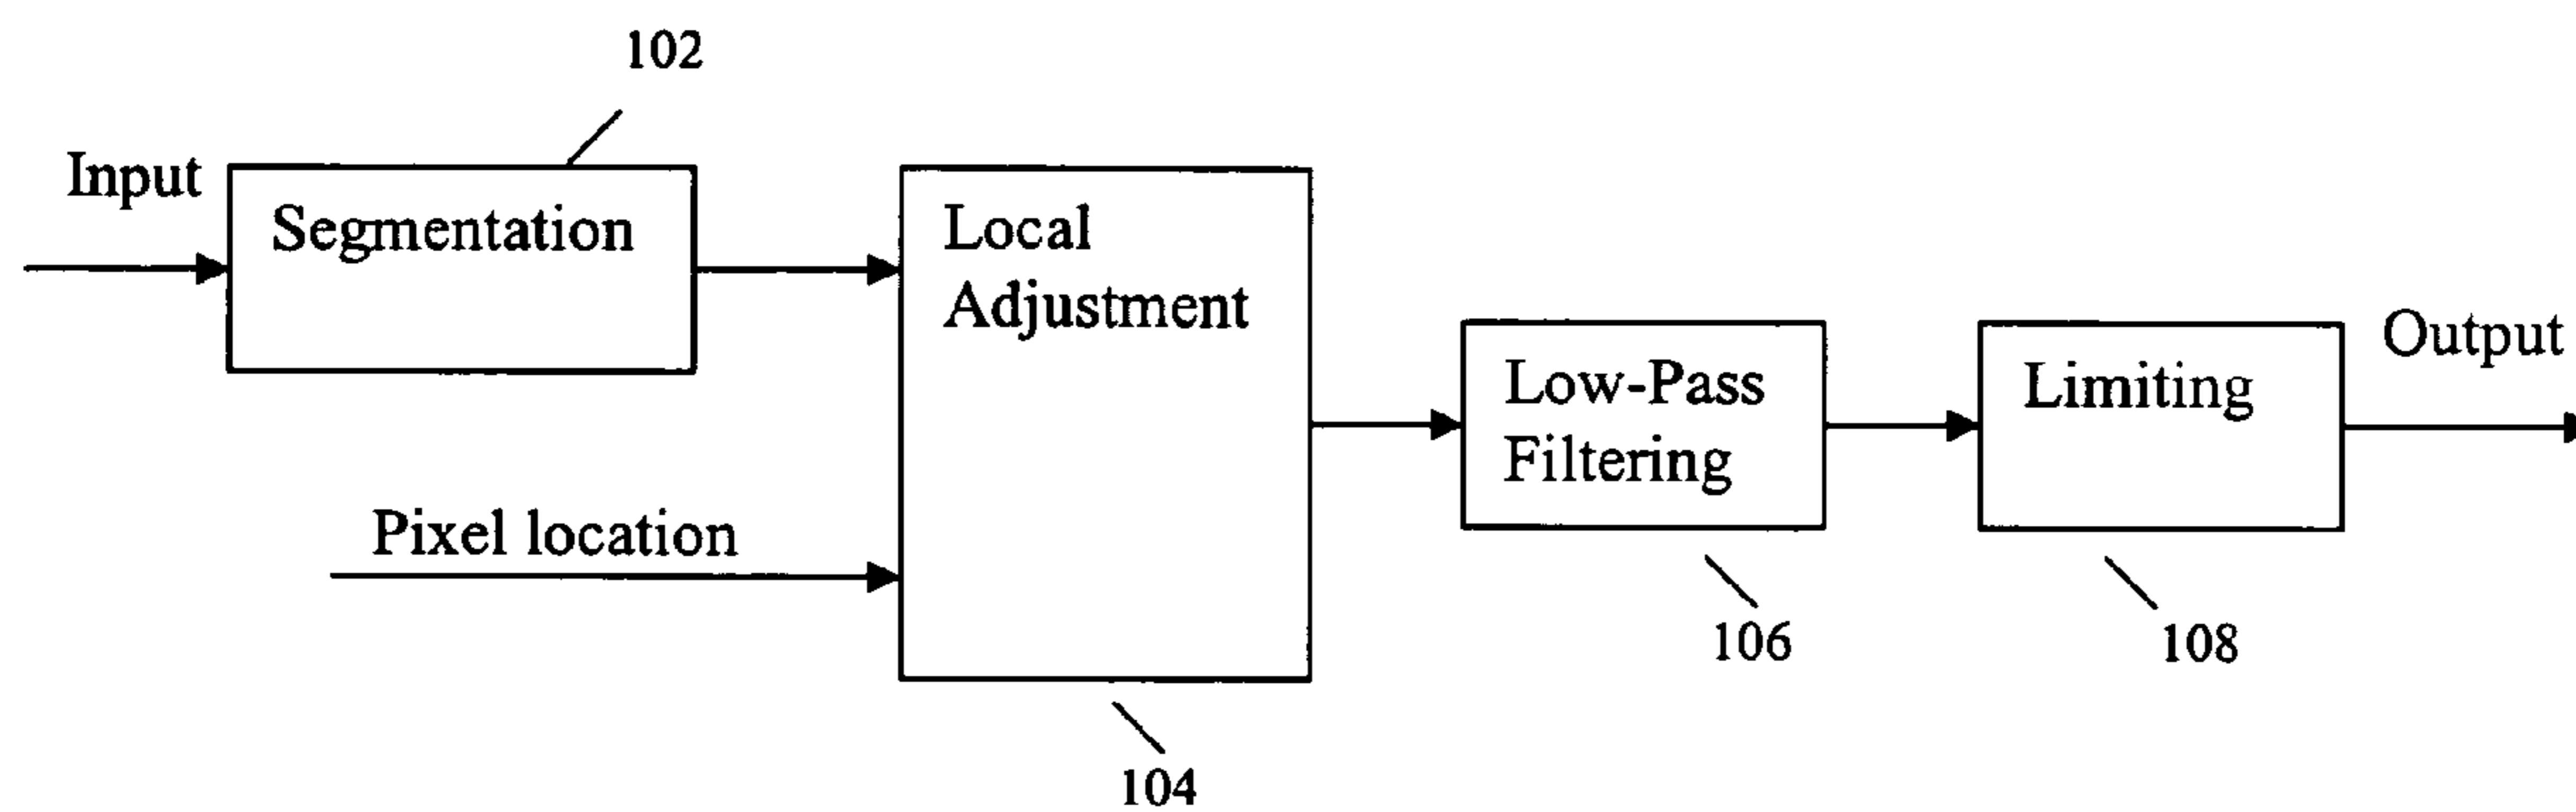 102
Input
Segmentation
Local
Adjustment
Pixel location
Low-Pass
Filtering
Limiting
Output
106
108
104